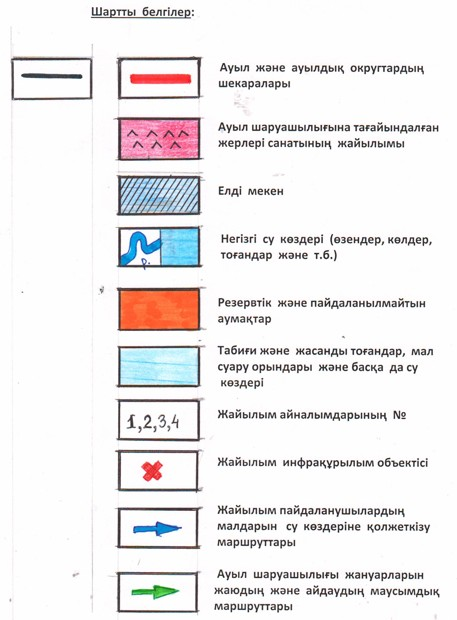 Шартты белгілер:
Ауыл және ауылдық округтардың
шекаралары
Ауыл шаруашылығына тағайындалған
жерлері санатының жайылымы
Елді мекен
Негізгі су көздері (өзендер, көлдер,
тоғандар және т.б.)
р.
Резервтік және пайдаланылмайтын
аумақтар
Табиғи және жасанды тоғандар, мал
суару орындары және басқа да су
көздері
1,2,3,4
Жайылым айналымдарының №
Жайылым инфрақұрылым объектісі
Жайылым пайдаланушылардың
малдарын су көздеріне қолжеткізу
маршруттары
Ауыл шаруашылығы жануарларын
жаюдың және айдаудың маусымдық
маршруттары